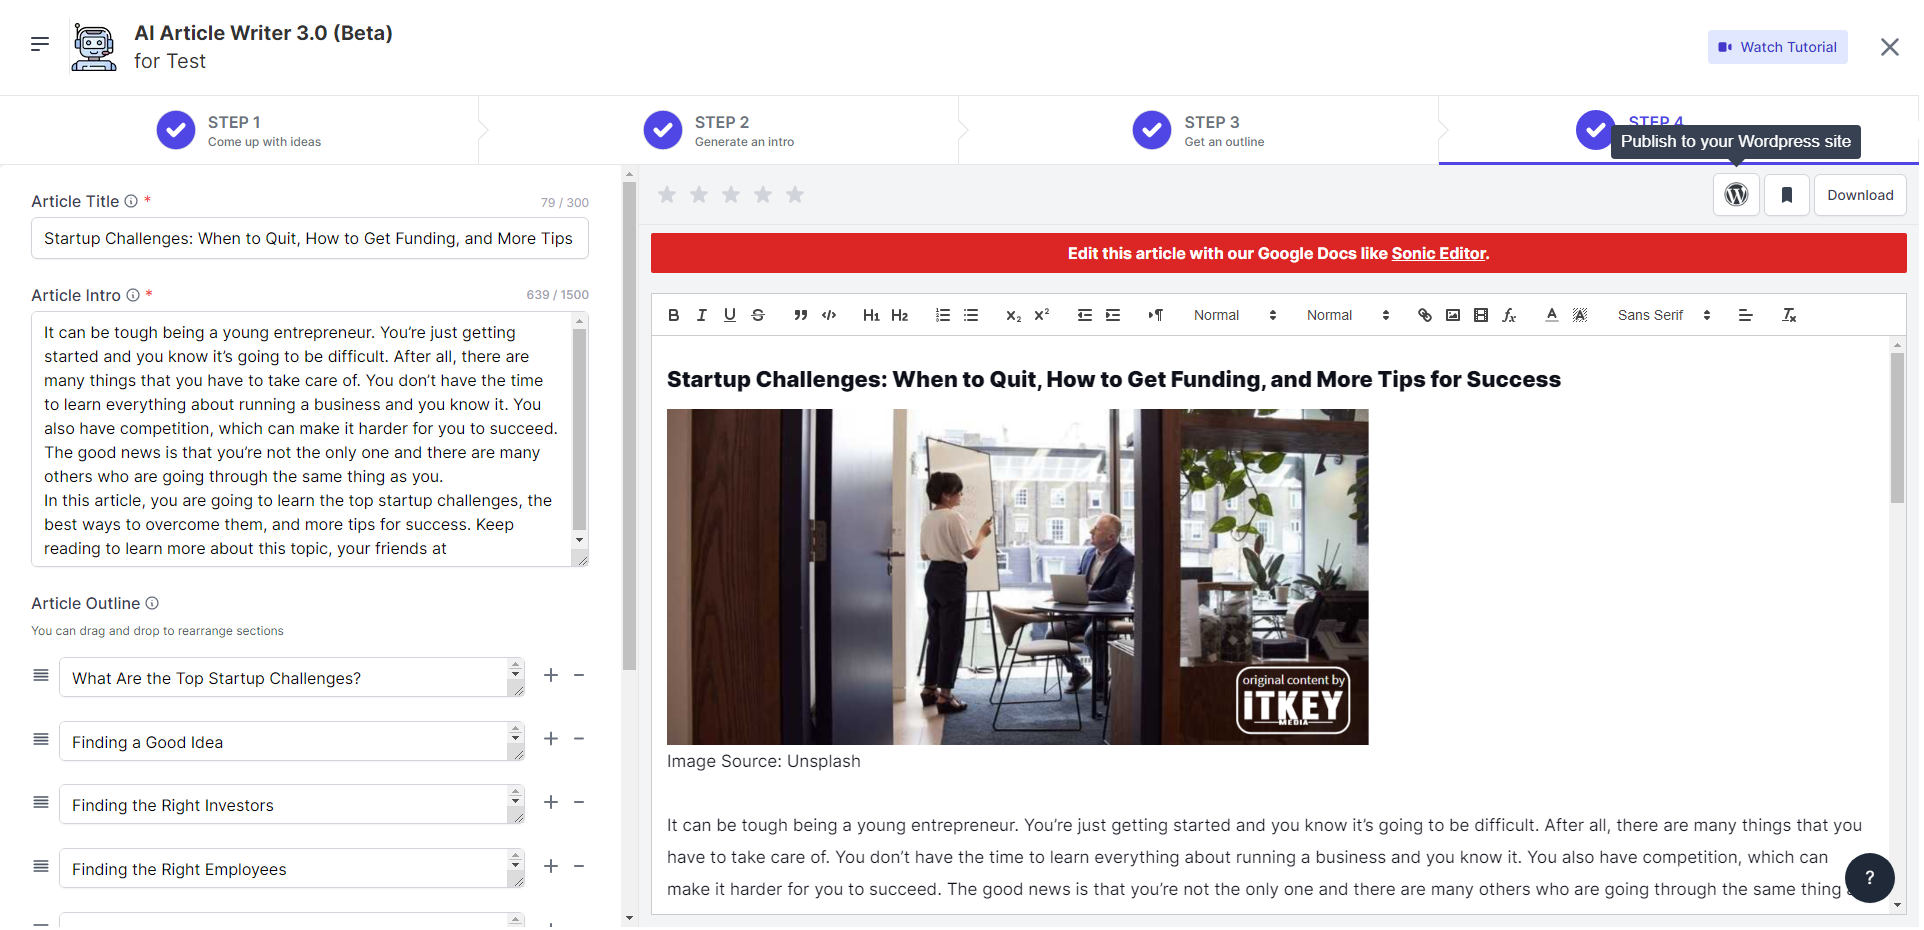 AI Article Writer 3.0 (Beta)
for Test
Watch Tutorial
STEP 1
Come up with ideas
STEP 2
Generate an intro
STEP 3
Get an outline
STEP 4
Publish to your Wordpress site
Article Title *
79 / 300
Startup Challenges: When to Quit, How to Get Funding, and More Tips
Article Intro *
639 / 1500
It can be tough being a young entrepreneur. You’re just getting
started and you know it’s going to be difficult. After all, there are
many things that you have to take care of. You don’t have the time
to learn everything about running a business and you know it. You
also have competition, which can make it harder for you to succeed.
The good news is that you’re not the only one and there are many
others who are going through the same thing as you.
In this article, you are going to learn the top startup challenges, the
best ways to overcome them, and more tips for success. Keep
reading to learn more about this topic, your friends at
Article Outline
You can drag and drop to rearrange sections
What Are the Top Startup Challenges?
Finding a Good Idea
Finding the Right Investors
Finding the Right Employees
Download
Edit this article with our Google Docs like Sonic Editor.
B I U S H1 H2 X2 X2 Normal Normal fx A A Sans Serif Tx
Startup Challenges: When to Quit, How to Get Funding, and More Tips for Success
original content by
ITKEY
MEDIA
Image Source: Unsplash
It can be tough being a young entrepreneur. You’re just getting started and you know it’s going to be difficult. After all, there are many things that you
have to take care of. You don’t have the time to learn everything about running a business and you know it. You also have competition, which can
make it harder for you to succeed. The good news is that you’re not the only one and there are many others who are going through the same thing
?